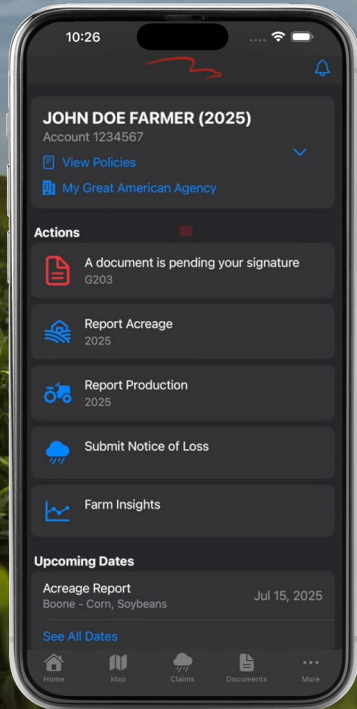 10:26
JOHN DOE FARMER (2025)
Account 1234567
View Policies
My Great American Agency
Actions
A document is pending your signature
G203
Report Acreage
2025
Report Production
2025
Submit Notice of Loss
Farm Insights
Upcoming Dates
Acreage Report
Jul 15, 2025
Boone - Corn, Soybeans
See All Dates
Home
Map
Claims
Documents
More